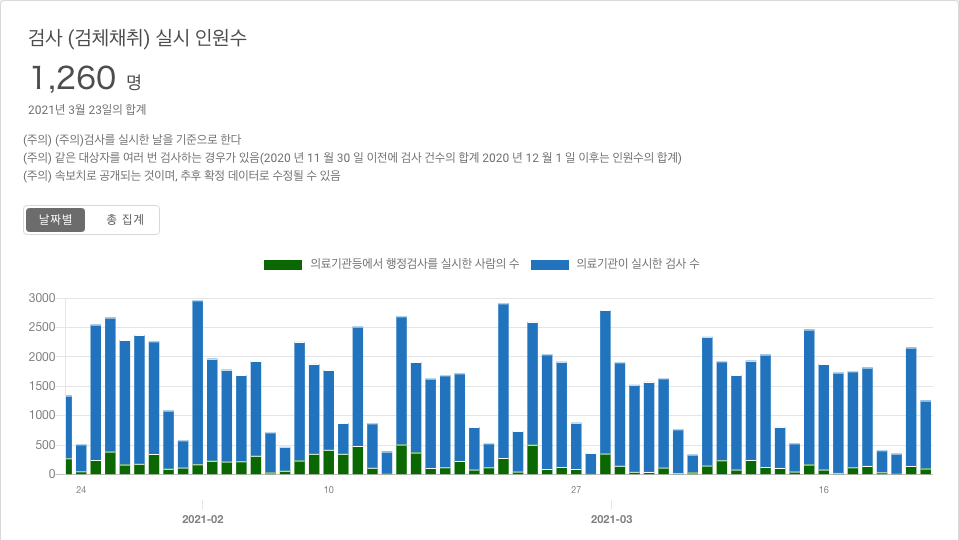 검사 (검체채취) 실시 인원수
1,260 명
2021년 3월 23일의 합계
(주의) (주의)검사를 실시한 날을 기준으로 한다
(주의) 같은 대상자를 여러 번 검사하는 경우가 있음(2020 년 11 월 30 일 이전에 검사 건수의 합계 2020 년 12 월 1 일 이후는 인원수의 합계)
(주의) 속보치로 공개되는 것이며, 추후 확정 데이터로 수정될 수 있음
날짜별 총 집계
의료기관등에서 행정검사를 실시한 사람의 수 의료기관이 실시한 검사 수
3000
2500
2000
1500
1000
500
0
24 10 27 16
2021-02 2021-03